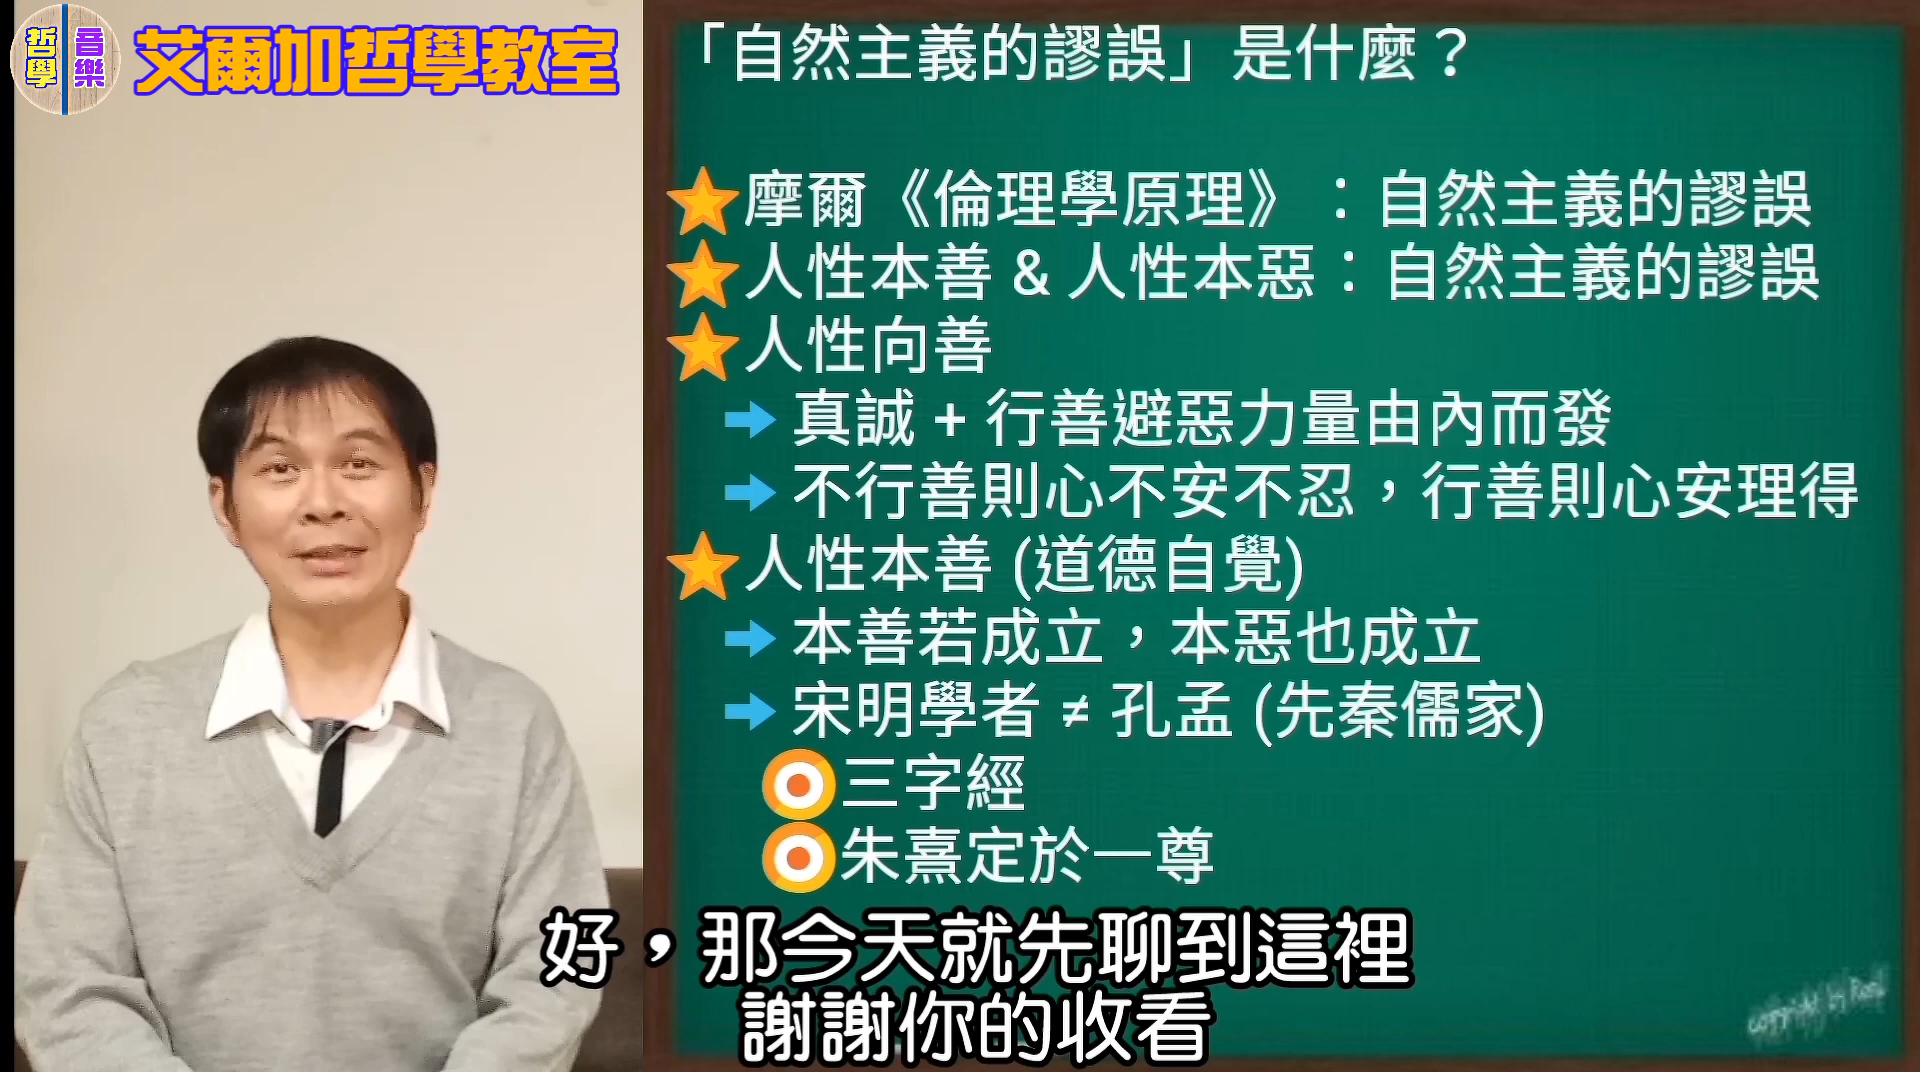 哲學
音樂
艾爾加哲學教室
「自然主義的謬誤」是什麼？
摩爾《倫理學原理》：自然主義的謬誤
人性本善 & 人性本惡：自然主義的謬誤
人性向善
真誠 + 行善避惡力量由內而發
不行善則心不安不忍，行善則心安理得
人性本善 (道德自覺)
本善若成立，本惡也成立
宋明學者 ≠ 孔孟 (先秦儒家)
三字經
朱熹定於一尊
好，那今天就先聊到這裡
謝謝你的收看
copyright by